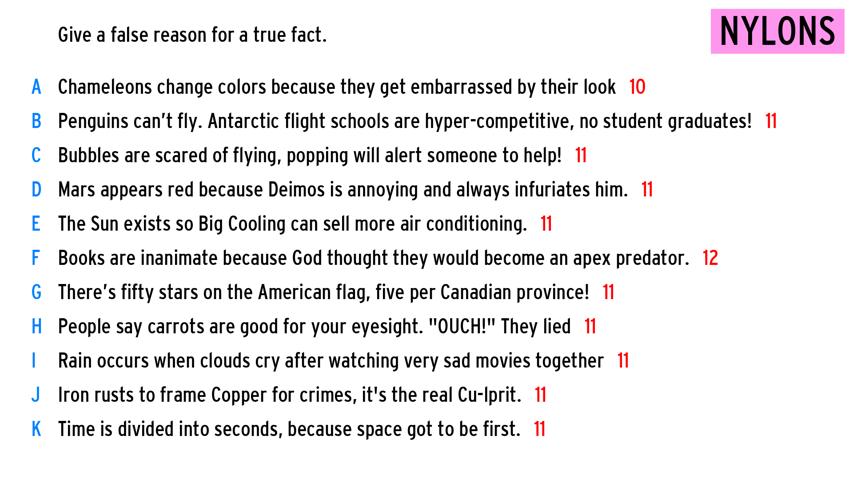 Give a false reason for a true fact.
NYLONS
A Chameleons change colors because they get embarrassed by their look 10
B Penguins can't fly. Antarctic flight schools are hyper-competitive, no student graduates! 11
C Bubbles are scared of flying, popping will alert someone to help! 11
D Mars appears red because Deimos is annoying and always infuriates him. 11
E The Sun exists so Big Cooling can sell more air conditioning. 11
F Books are inanimate because God thought they would become an apex predator. 12
G There's fifty stars on the American flag, five per Canadian province! 11
H People say carrots are good for your eyesight. "OUCH!" They lied 11
I Rain occurs when clouds cry after watching very sad movies together 11
J Iron rusts to frame Copper for crimes, it's the real Cu-lprit. 11
K Time is divided into seconds, because space got to be first. 11